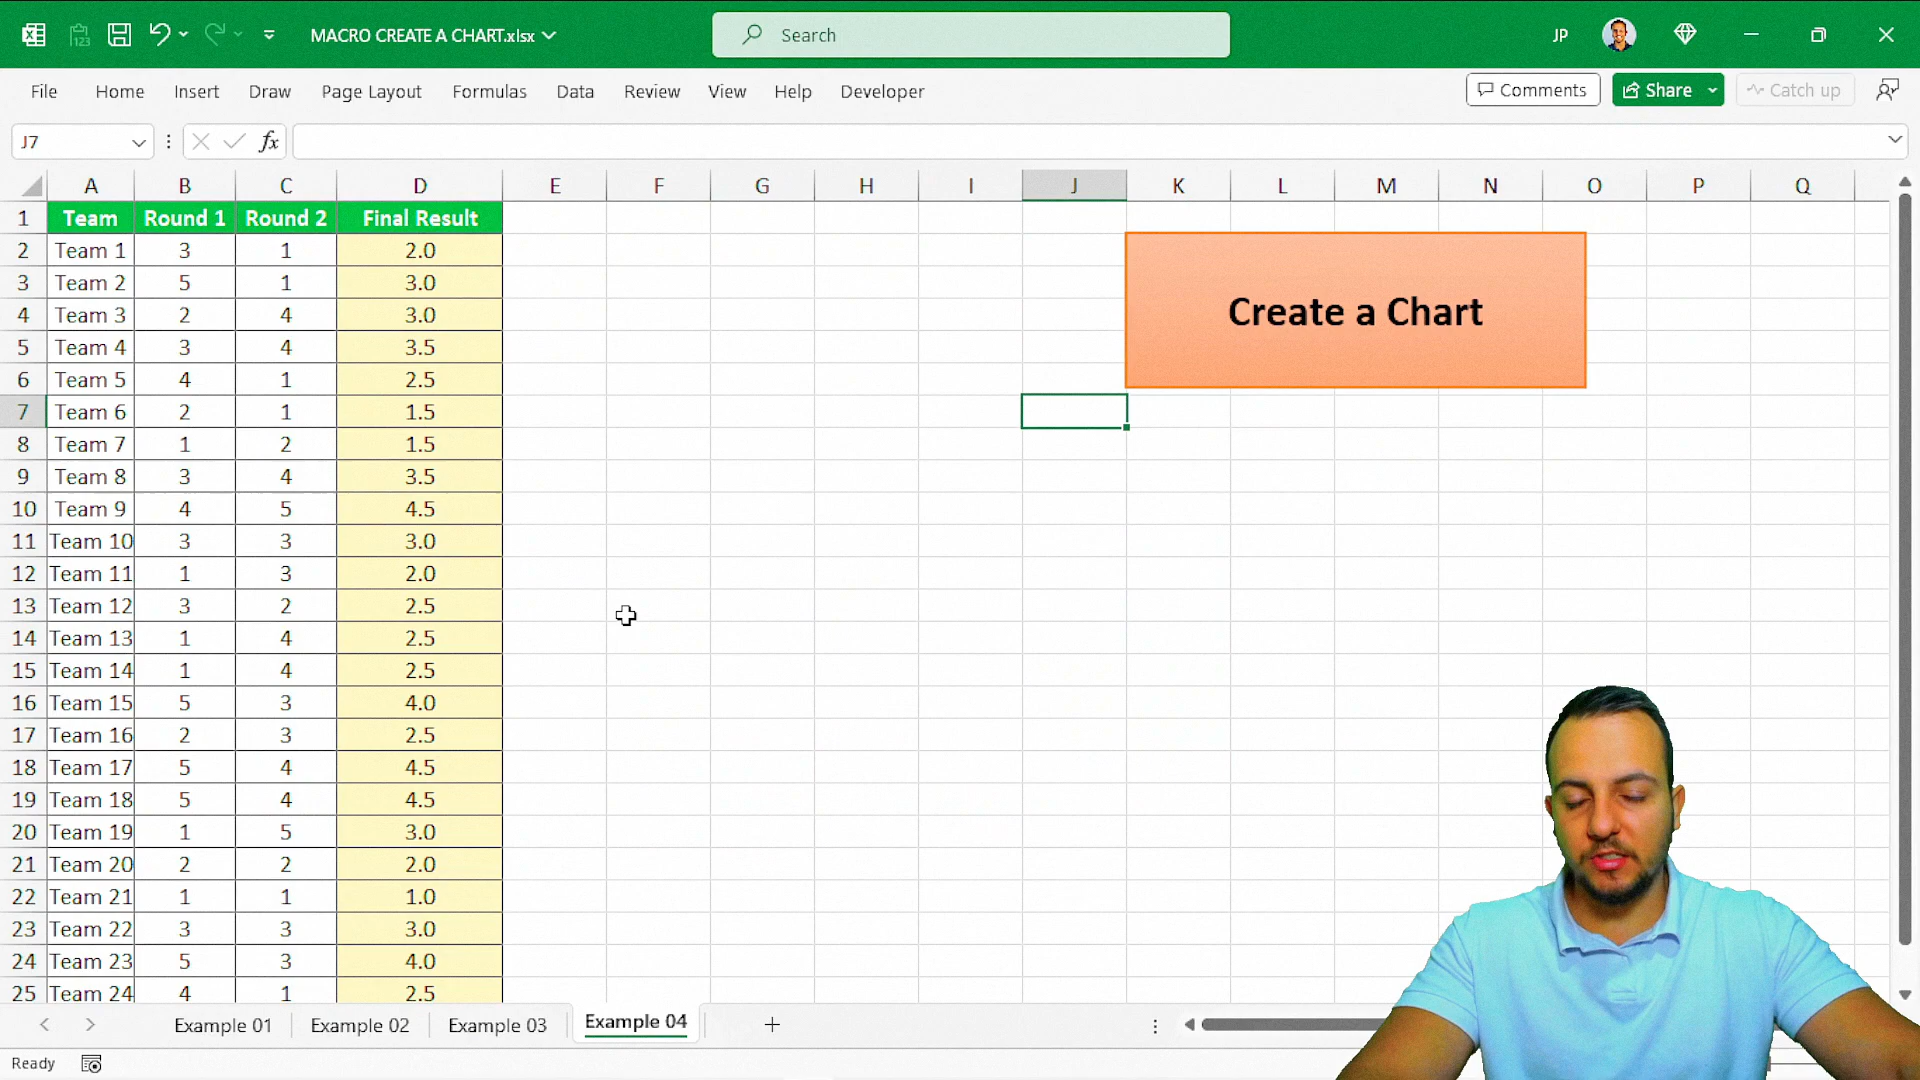 MACRO CREATE A CHART.xlsx
Search
JP
File Home Insert Draw Page Layout Formulas Data Review View Help Developer
Comments Share Catch up
J7 fx
A B C D E F G H I J K L M N O P Q
1 Team Round 1 Round 2 Final Result
2 Team 1 3 1 2.0
3 Team 2 5 1 3.0
4 Team 3 2 4 3.0
Create a Chart
5 Team 4 3 4 3.5
6 Team 5 4 1 2.5
7 Team 6 2 1 1.5
8 Team 7 1 2 1.5
9 Team 8 3 4 3.5
10 Team 9 4 5 4.5
11 Team 10 3 3 3.0
12 Team 11 1 3 2.0
13 Team 12 3 2 2.5
14 Team 13 1 4 2.5
15 Team 14 1 4 2.5
16 Team 15 5 3 4.0
17 Team 16 2 3 2.5
18 Team 17 5 4 4.5
19 Team 18 5 4 4.5
20 Team 19 1 5 3.0
21 Team 20 2 2 2.0
22 Team 21 1 1 1.0
23 Team 22 3 3 3.0
24 Team 23 5 3 4.0
25 Team 24 4 1 2.5
Example 01 Example 02 Example 03 Example 04
Ready